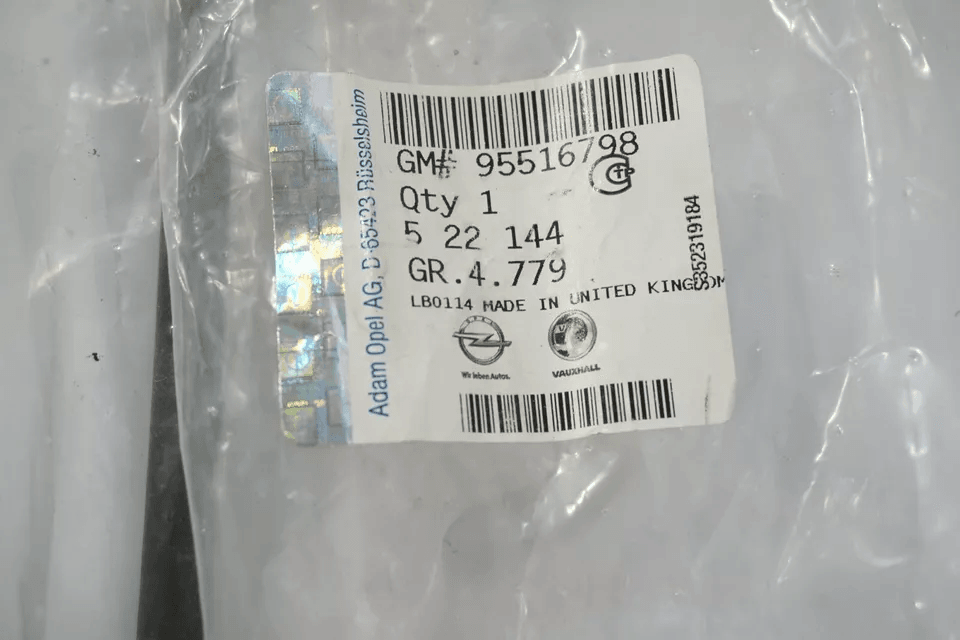 Adam Opel AG, D-65423 Rüsselsheim
GM# 95516798
Qty 1
5 22 144
GR.4.779
LB0114 MADE IN UNITED KINGDOM
Wir leben Autos.
VAUXHALL